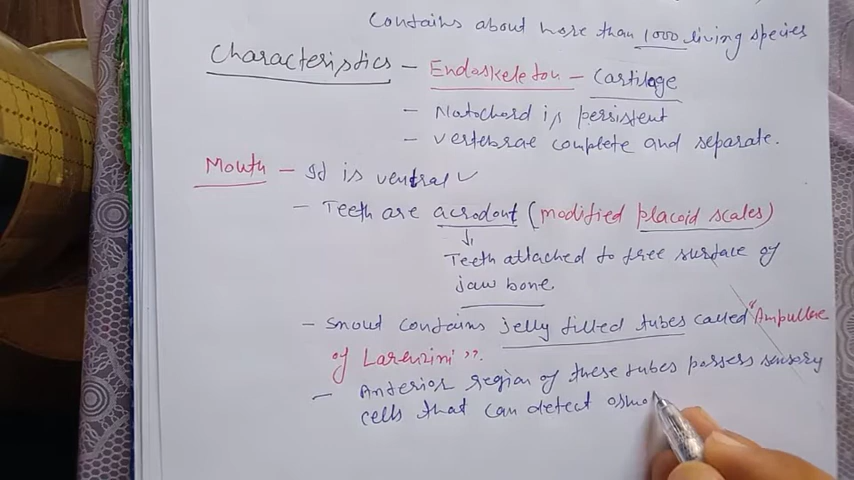 Contains about more than 1000 living species
Characteristics - Endoskeleton - Cartilage
- Notochord is persistent
- vertebrae complete and separate.
Mouth - It is ventral ✓
- Teeth are acrodont (modified placoid scales)
↓
Teeth attached to free surface of
jaw bone.
- Snout contains jelly filled tubes called "Ampullae
of Lorenzini".
- Anterior region of these tubes possess sensory
cells that can detect osmo